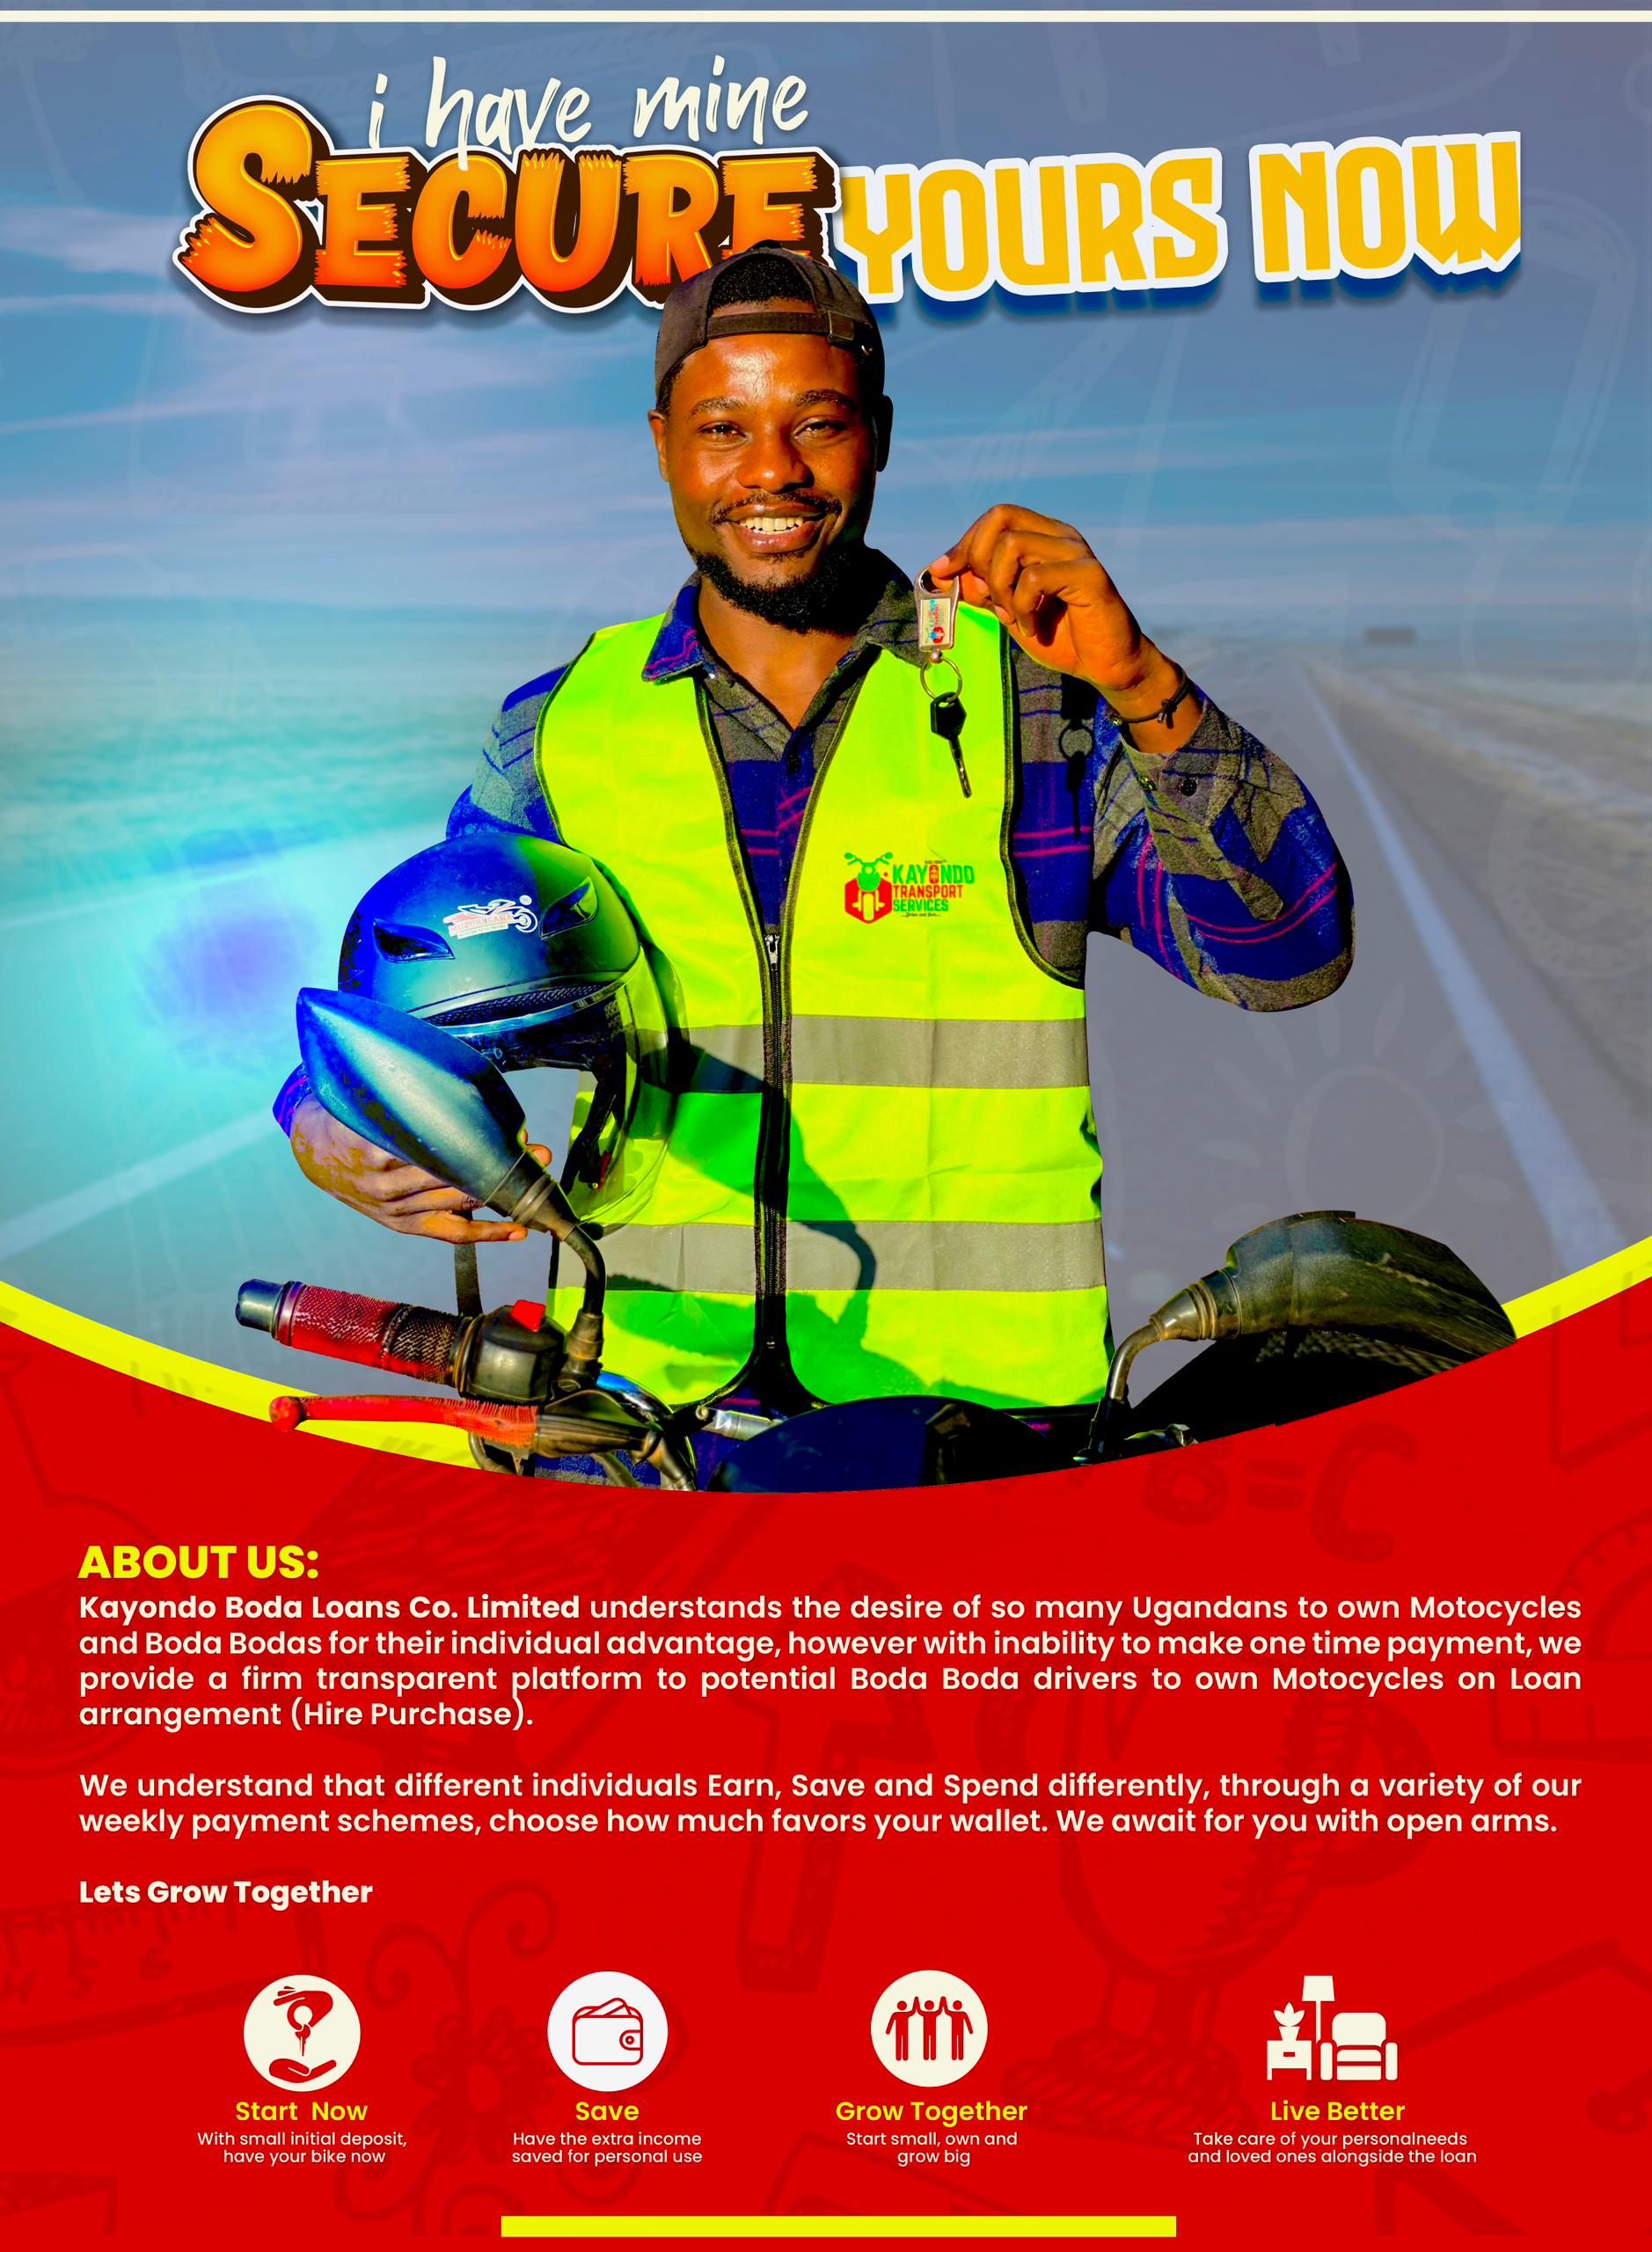 i have mine
SECURE YOURS NOW
KAYONDO
TRANSPORT
SERVICES
ABOUT US:
Kayondo Boda Loans Co. Limited understands the desire of so many Ugandans to own Motocycles
and Boda Bodas for their individual advantage, however with inability to make one time payment, we
provide a firm transparent platform to potential Boda Boda drivers to own Motocycles on Loan
arrangement (Hire Purchase).
We understand that different individuals Earn, Save and Spend differently, through a variety of our
weekly payment schemes, choose how much favors your wallet. We await for you with open arms.
Lets Grow Together
Start Now
With small initial deposit,
have your bike now
Save
Have the extra income
saved for personal use
Grow Together
Start small, own and
grow big
Live Better
Take care of your personalneeds
and loved ones alongside the loan